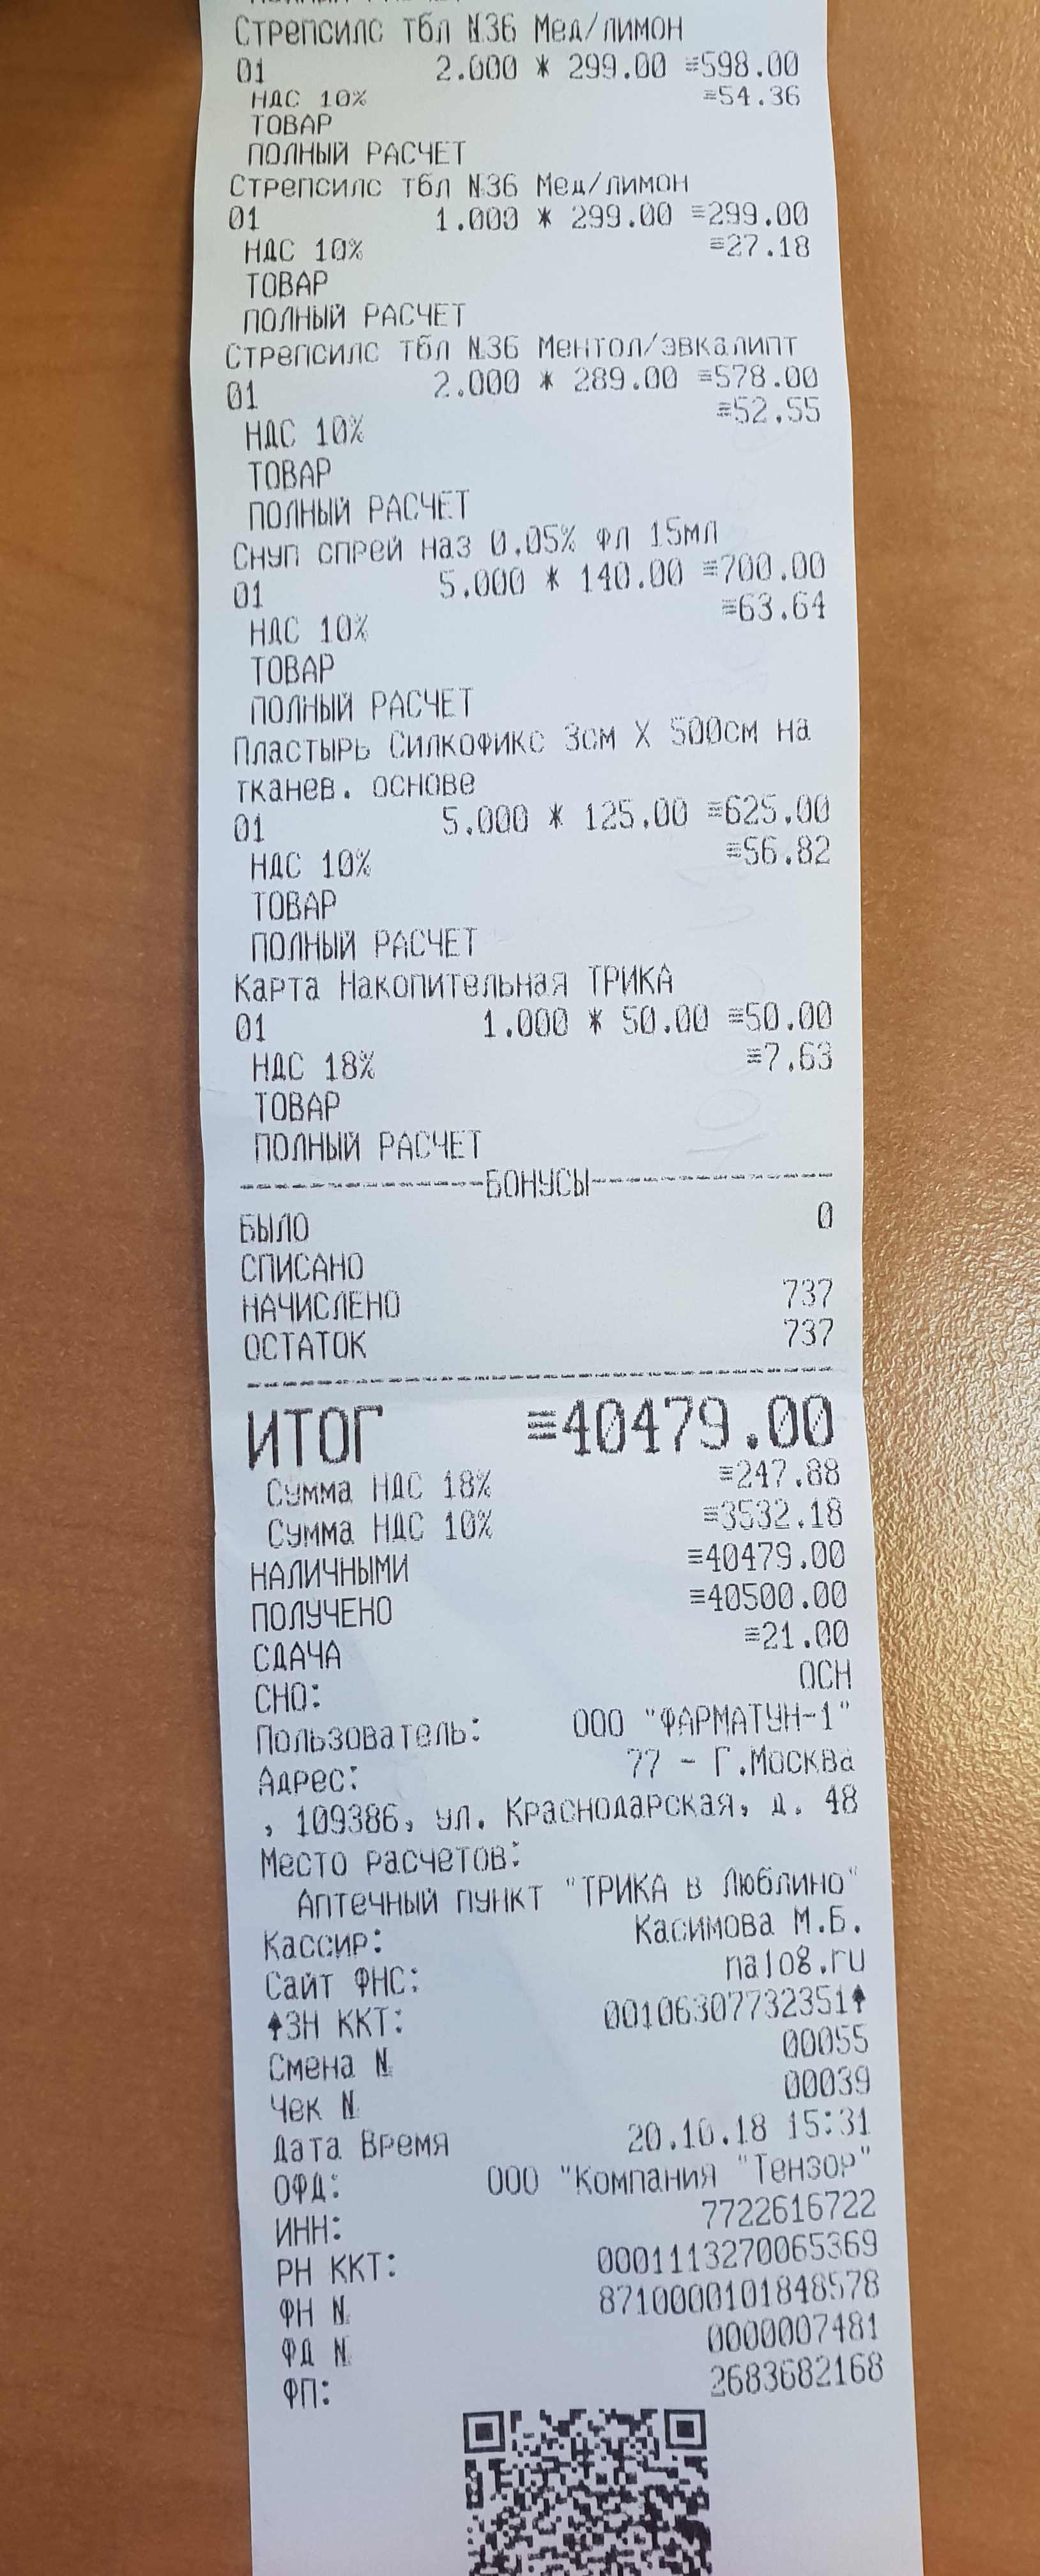 Стрепсилс тбл N36 Мед/лимон
01 2.000 * 299.00 ≡598.00
НДС 10% ≡54.36
ТОВАР
ПОЛНЫЙ РАСЧЕТ
Стрепсилс тбл N36 Мед/лимон
01 1.000 * 299.00 ≡299.00
НДС 10% ≡27.18
ТОВАР
ПОЛНЫЙ РАСЧЕТ
Стрепсилс тбл N36 Ментол/эвкалипт
01 2.000 * 289.00 ≡578.00
НДС 10% ≡52.55
ТОВАР
ПОЛНЫЙ РАСЧЕТ
Снуп спрей наз 0.05% фл 15мл
01 5.000 * 140.00 ≡700.00
НДС 10% ≡63.64
ТОВАР
ПОЛНЫЙ РАСЧЕТ
Пластырь Силкофикс 3см X 500см на
тканев. основе
01 5.000 * 125.00 ≡625.00
НДС 10% ≡56.82
ТОВАР
ПОЛНЫЙ РАСЧЕТ
Карта Накопительная ТРИКА
01 1.000 * 50.00 ≡50.00
НДС 18% ≡7.63
ТОВАР
ПОЛНЫЙ РАСЧЕТ
БОНУСЫ
БЫЛО 0
СПИСАНО
НАЧИСЛЕНО 737
ОСТАТОК 737
ИТОГ ≡40479.00
Сумма НДС 18% ≡247.88
Сумма НДС 10% ≡3532.18
НАЛИЧНЫМИ ≡40479.00
ПОЛУЧЕНО ≡40500.00
СДАЧА ≡21.00
СНО: ОСН
Пользователь: ООО "ФАРМАТУН-1"
Адрес: 77 - Г.Москва
, 109386, ул. Краснодарская, д. 48
Место расчетов:
Аптечный пункт "ТРИКА в Люблино"
Кассир: Касимова М.Б.
Сайт ФНС: nalog.ru
↑ЗН ККТ: 00106307732351↑
Смена N 00055
Чек N 00039
Дата Время 20.10.18 15:31
ОФД: ООО "Компания "Тензор"
ИНН: 7722616722
РН ККТ: 0001113270065369
ФН N 8710000101848578
ФД N 0000007481
ФП: 2683682168